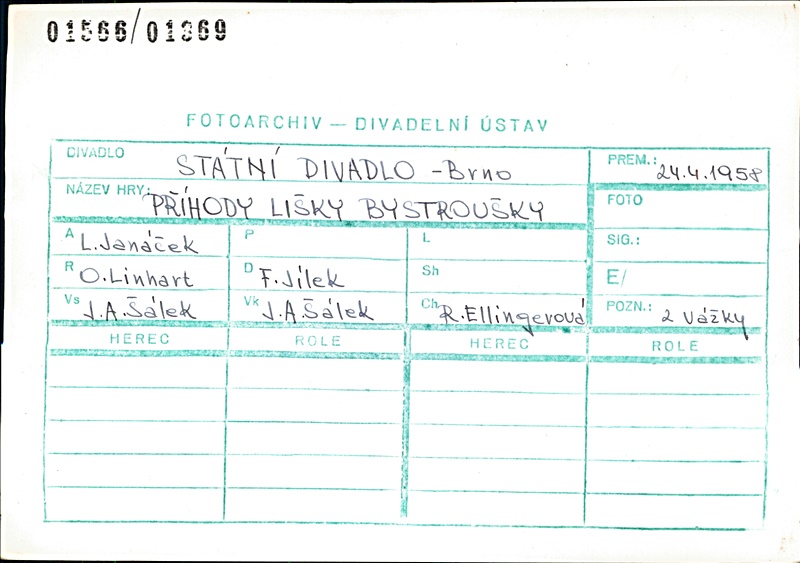 01566/01369
FOTOARCHIV — DIVADELNÍ ÚSTAV
DIVADLO STÁTNÍ DIVADLO - Brno PREM.: 24.4.1958
NÁZEV HRY: PŘÍHODY LIŠKY BYSTROUŠKY FOTO
A L. Janáček P L SIG.:
R O. Linhart D F. Jílek Sh E/
Vs J.A. Šálek Vk J.A. Šálek Ch R. Ellingerová POZN.: 2 vážky
HEREC ROLE HEREC ROLE